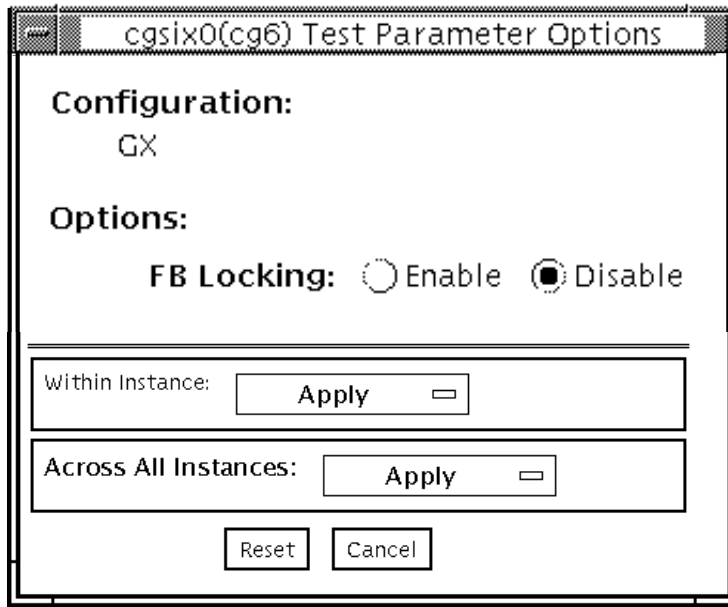 cgsix0(cg6) Test Parameter Options
Configuration:
GX
Options:
FB Locking: Enable Disable
Within Instance: Apply
Across All Instances: Apply
Reset Cancel